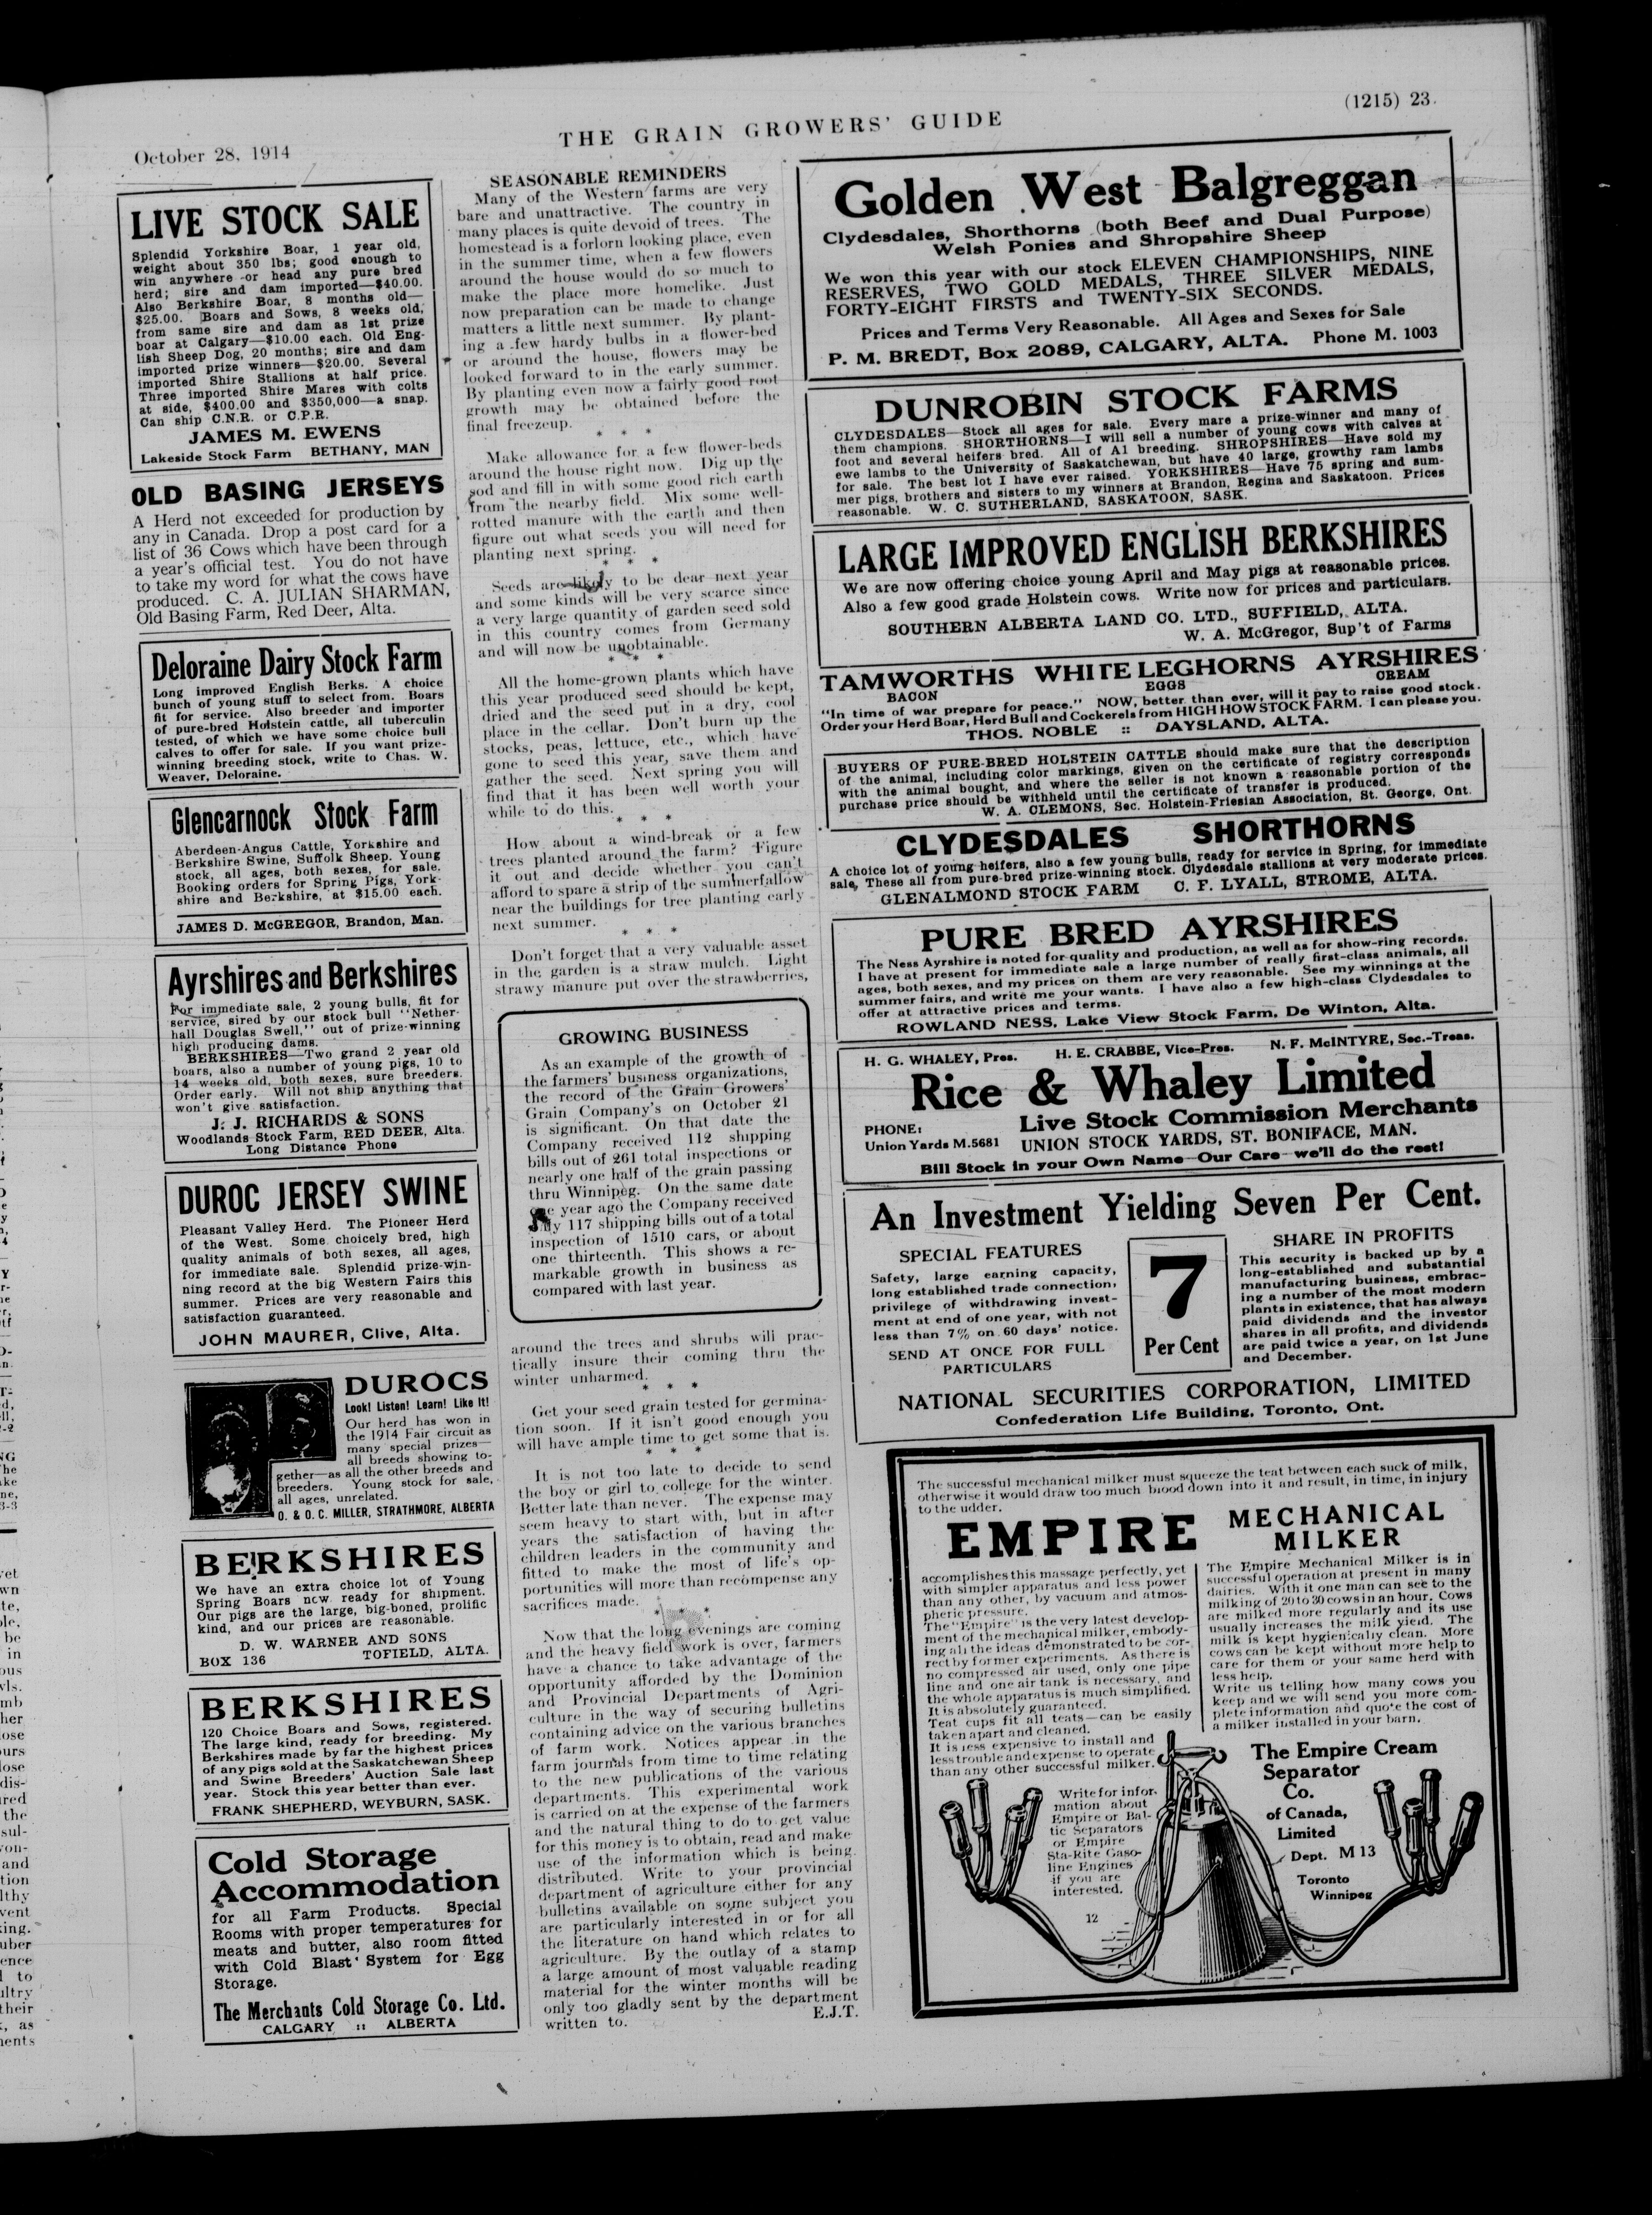 October 28, 1914
THE GRAIN GROWERS' GUIDE
(1215) 23
LIVE STOCK SALE
Splendid Yorkshire Boar, 1 year old,
weight about 350 lbs; good enough to
win anywhere or head any pure bred
herd; sire and dam imported—$40.00.
Also Berkshire Boar, 8 months old—
$25.00. Boars and Sows, 8 weeks old,
from same sire and dam as 1st prize
boar at Calgary—$10.00 each. Old Eng-
lish Sheep Dog, 20 months; sire and dam
imported prize winners—$20.00. Several
imported Shire Stallions at half price.
Three imported Shire Mares with colts
at side, $400.00 and $350,000—a snap.
Can ship C.N.R. or C.P.R.
JAMES M. EWENS
Lakeside Stock Farm BETHANY, MAN
OLD BASING JERSEYS
A Herd not exceeded for production by
any in Canada. Drop a post card for a
list of 36 Cows which have been through
a year's official test. You do not have
to take my word for what the cows have
produced. C. A. JULIAN SHARMAN,
Old Basing Farm, Red Deer, Alta.
Deloraine Dairy Stock Farm
Long improved English Berks. A choice
bunch of young stuff to select from. Boars
fit for service. Also breeder and importer
of pure-bred Holstein cattle, all tuberculin
tested, of which we have some choice bull
calves to offer for sale. If you want prize-
winning breeding stock, write to Chas. W.
Weaver, Deloraine.
Glencarnock Stock Farm
Aberdeen-Angus Cattle, Yorkshire and
Berkshire Swine, Suffolk Sheep. Young
stock, all ages, both sexes, for sale.
Booking orders for Spring Pigs, York-
shire and Berkshire, at $15.00 each.
JAMES D. McGREGOR, Brandon, Man.
Ayrshires and Berkshires
For immediate sale, 2 young bulls, fit for
service, sired by our stock bull "Nether-
hall Douglas Swell," out of prize-winning
high producing dams.
BERKSHIRES—Two grand 2 year old
boars, also a number of young pigs, 10 to
14 weeks old, both sexes, sure breeders.
Order early. Will not ship anything that
won't give satisfaction.
J. J. RICHARDS & SONS
Woodlands Stock Farm, RED DEER, Alta.
Long Distance Phone
DUROC JERSEY SWINE
Pleasant Valley Herd. The Pioneer Herd
of the West. Some choicely bred, high
quality animals of both sexes, all ages,
for immediate sale. Splendid prize-win-
ning record at the big Western Fairs this
summer. Prices are very reasonable and
satisfaction guaranteed.
JOHN MAURER, Clive, Alta.
DUROCS
Look! Listen! Learn! Like It!
Our herd has won in
the 1914 Fair circuit as
many special prizes—
all breeds showing to-
gether—as all the other breeds and
breeders. Young stock for sale,
all ages, unrelated.
O. & O. C. MILLER, STRATHMORE, ALBERTA
BERKSHIRES
We have an extra choice lot of Young
Spring Boars now ready for shipment.
Our pigs are the large, big-boned, prolific
kind, and our prices are reasonable.
D. W. WARNER AND SONS
BOX 136 TOFIELD, ALTA.
BERKSHIRES
120 Choice Boars and Sows, registered.
The large kind, ready for breeding. My
Berkshires made by far the highest prices
of any pigs sold at the Saskatchewan Sheep
and Swine Breeders' Auction Sale last
year. Stock this year better than ever.
FRANK SHEPHERD, WEYBURN, SASK.
Cold Storage
Accommodation
for all Farm Products. Special
Rooms with proper temperatures for
meats and butter, also room fitted
with Cold Blast System for Egg
Storage.
The Merchants Cold Storage Co. Ltd.
CALGARY :: ALBERTA
SEASONABLE REMINDERS
Many of the Western farms are very
bare and unattractive. The country in
many places is quite devoid of trees. The
homestead is a forlorn looking place, even
in the summer time, when a few flowers
around the house would do so much to
make the place more homelike. Just
now preparation can be made to change
matters a little next summer. By plant-
ing a few hardy bulbs in a flower-bed
or around the house, flowers may be
looked forward to in the early summer.
By planting even now a fairly good root
growth may be obtained before the
final freezeup.
* * *
Make allowance for a few flower-beds
around the house right now. Dig up the
sod and fill in with some good rich earth
from the nearby field. Mix some well-
rotted manure with the earth and then
figure out what seeds you will need for
planting next spring.
* * *
Seeds are likely to be dear next year
and some kinds will be very scarce since
a very large quantity of garden seed sold
in this country comes from Germany
and will now be unobtainable.
* * *
All the home-grown plants which have
this year produced seed should be kept,
dried and the seed put in a dry, cool
place in the cellar. Don't burn up the
stocks, peas, lettuce, etc., which have
gone to seed this year, save them and
gather the seed. Next spring you will
find that it has been well worth your
while to do this.
* * *
How about a wind-break or a few
trees planted around the farm? Figure
it out and decide whether you can't
afford to spare a strip of the summerfallow
near the buildings for tree planting early
next summer.
* * *
Don't forget that a very valuable asset
in the garden is a straw mulch. Light
strawy manure put over the strawberries,
GROWING BUSINESS
As an example of the growth of
the farmers' business organizations,
the record of the Grain Growers'
Grain Company's on October 21
is significant. On that date the
Company received 112 shipping
bills out of 261 total inspections or
nearly one half of the grain passing
thru Winnipeg. On the same date
one year ago the Company received
only 117 shipping bills out of a total
inspection of 1510 cars, or about
one thirteenth. This shows a re-
markable growth in business as
compared with last year.
around the trees and shrubs will prac-
tically insure their coming thru the
winter unharmed.
* * *
Get your seed grain tested for germina-
tion soon. If it isn't good enough you
will have ample time to get some that is.
* * *
It is not too late to decide to send
the boy or girl to college for the winter.
Better late than never. The expense may
seem heavy to start with, but in after
years the satisfaction of having the
children leaders in the community and
fitted to make the most of life's op-
portunities will more than recompense any
sacrifices made.
* * *
Now that the long evenings are coming
and the heavy field work is over, farmers
have a chance to take advantage of the
opportunity afforded by the Dominion
and Provincial Departments of Agri-
culture in the way of securing bulletins
containing advice on the various branches
of farm work. Notices appear in the
farm journals from time to time relating
to the new publications of the various
departments. This experimental work
is carried on at the expense of the farmers
and the natural thing to do to get value
for this money is to obtain, read and make
use of the information which is being
distributed. Write to your provincial
department of agriculture either for any
bulletins available on some subject you
are particularly interested in or for all
the literature on hand which relates to
agriculture. By the outlay of a stamp
a large amount of most valuable reading
material for the winter months will be
only too gladly sent by the department
written to. E.J.T.
Golden West Balgreggan
Clydesdales, Shorthorns (both Beef and Dual Purpose)
Welsh Ponies and Shropshire Sheep
We won this year with our stock ELEVEN CHAMPIONSHIPS, NINE
RESERVES, TWO GOLD MEDALS, THREE SILVER MEDALS,
FORTY-EIGHT FIRSTS and TWENTY-SIX SECONDS.
Prices and Terms Very Reasonable. All Ages and Sexes for Sale
P. M. BREDT, Box 2089, CALGARY, ALTA. Phone M. 1003
DUNROBIN STOCK FARMS
CLYDESDALES—Stock all ages for sale. Every mare a prize-winner and many of
them champions. SHORTHORNS—I will sell a number of young cows with calves at
foot and several heifers bred. All of A1 breeding. SHROPSHIRES—Have sold my
ewe lambs to the University of Saskatchewan, but have 40 large, growthy ram lambs
for sale. The best lot I have ever raised. YORKSHIRES—Have 75 spring and sum-
mer pigs, brothers and sisters to my winners at Brandon, Regina and Saskatoon. Prices
reasonable. W. C. SUTHERLAND, SASKATOON, SASK.
LARGE IMPROVED ENGLISH BERKSHIRES
We are now offering choice young April and May pigs at reasonable prices.
Also a few good grade Holstein cows. Write now for prices and particulars.
SOUTHERN ALBERTA LAND CO. LTD., SUFFIELD, ALTA.
W. A. McGregor, Sup't of Farms
TAMWORTHS WHITE LEGHORNS AYRSHIRES
BACON EGGS CREAM
"In time of war prepare for peace." NOW, better than ever, will it pay to raise good stock.
Order your Herd Boar, Herd Bull and Cockerels from HIGH HOW STOCK FARM. I can please you.
THOS. NOBLE :: DAYSLAND, ALTA.
BUYERS OF PURE-BRED HOLSTEIN CATTLE should make sure that the description
of the animal, including color markings, given on the certificate of registry corresponds
with the animal bought, and where the seller is not known a reasonable portion of the
purchase price should be withheld until the certificate of transfer is produced.
W. A. CLEMONS, Sec. Holstein-Friesian Association, St. George, Ont.
CLYDESDALES SHORTHORNS
A choice lot of young heifers, also a few young bulls, ready for service in Spring, for immediate
sale, These all from pure-bred prize-winning stock. Clydesdale stallions at very moderate prices.
GLENALMOND STOCK FARM C. F. LYALL, STROME, ALTA.
PURE BRED AYRSHIRES
The Ness Ayrshire is noted for quality and production, as well as for show-ring records.
I have at present for immediate sale a large number of really first-class animals, all
ages, both sexes, and my prices on them are very reasonable. See my winnings at the
summer fairs, and write me your wants. I have also a few high-class Clydesdales to
offer at attractive prices and terms.
ROWLAND NESS, Lake View Stock Farm, De Winton, Alta.
H. G. WHALEY, Pres. H. E. CRABBE, Vice-Pres. N. F. McINTYRE, Sec.-Treas.
Rice & Whaley Limited
Live Stock Commission Merchants
PHONE:
Union Yards M.5681 UNION STOCK YARDS, ST. BONIFACE, MAN.
Bill Stock in your Own Name—Our Care—we'll do the rest!
An Investment Yielding Seven Per Cent.
SPECIAL FEATURES
Safety, large earning capacity,
long established trade connection,
privilege of withdrawing invest-
ment at end of one year, with not
less than 7% on 60 days' notice.
SEND AT ONCE FOR FULL
PARTICULARS
7
Per Cent
SHARE IN PROFITS
This security is backed up by a
long-established and substantial
manufacturing business, embrac-
ing a number of the most modern
plants in existence, that has always
paid dividends and the investor
shares in all profits, and dividends
are paid twice a year, on 1st June
and December.
NATIONAL SECURITIES CORPORATION, LIMITED
Confederation Life Building, Toronto, Ont.
The successful mechanical milker must squeeze the teat between each suck of milk,
otherwise it would draw too much blood down into it and result, in time, in injury
to the udder.
EMPIRE MECHANICAL
MILKER
accomplishes this massage perfectly, yet
with simpler apparatus and less power
than any other, by vacuum and atmos-
pheric pressure.
The "Empire" is the very latest develop-
ment of the mechanical milker, embody-
ing all the ideas demonstrated to be cor-
rect by former experiments. As there is
no compressed air used, only one pipe
line and one air tank is necessary, and
the whole apparatus is much simplified.
It is absolutely guaranteed.
Teat cups fit all teats—can be easily
taken apart and cleaned.
It is less expensive to install and
less trouble and expense to operate
than any other successful milker.
Write for infor-
mation about
Empire or Bal-
tic Separators
or Empire
Sta-Rite Gaso-
line Engines
if you are
interested.
12
The Empire Mechanical Milker is in
successful operation at present in many
dairies. With it one man can see to the
milking of 20 to 30 cows in an hour. Cows
are milked more regularly and its use
usually increases the milk yield. The
milk is kept hygienically clean. More
cows can be kept without more help to
care for them or your same herd with
less help.
Write us telling how many cows you
keep and we will send you more com-
plete information and quote the cost of
a milker installed in your barn.
The Empire Cream
Separator
Co.
of Canada,
Limited
Dept. M 13
Toronto
Winnipeg